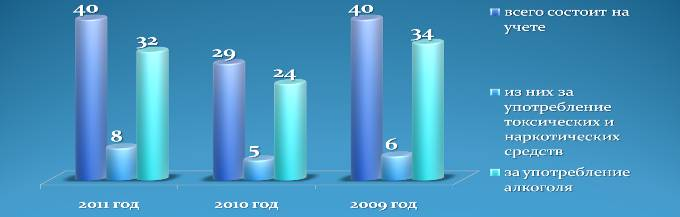 40
8
32
29
5
24
40
6
34
2011 год
2010 год
2009 год
всего состоит на
учете
из них за
употребление
токсических и
наркотических
средств
за употребление
алкоголя